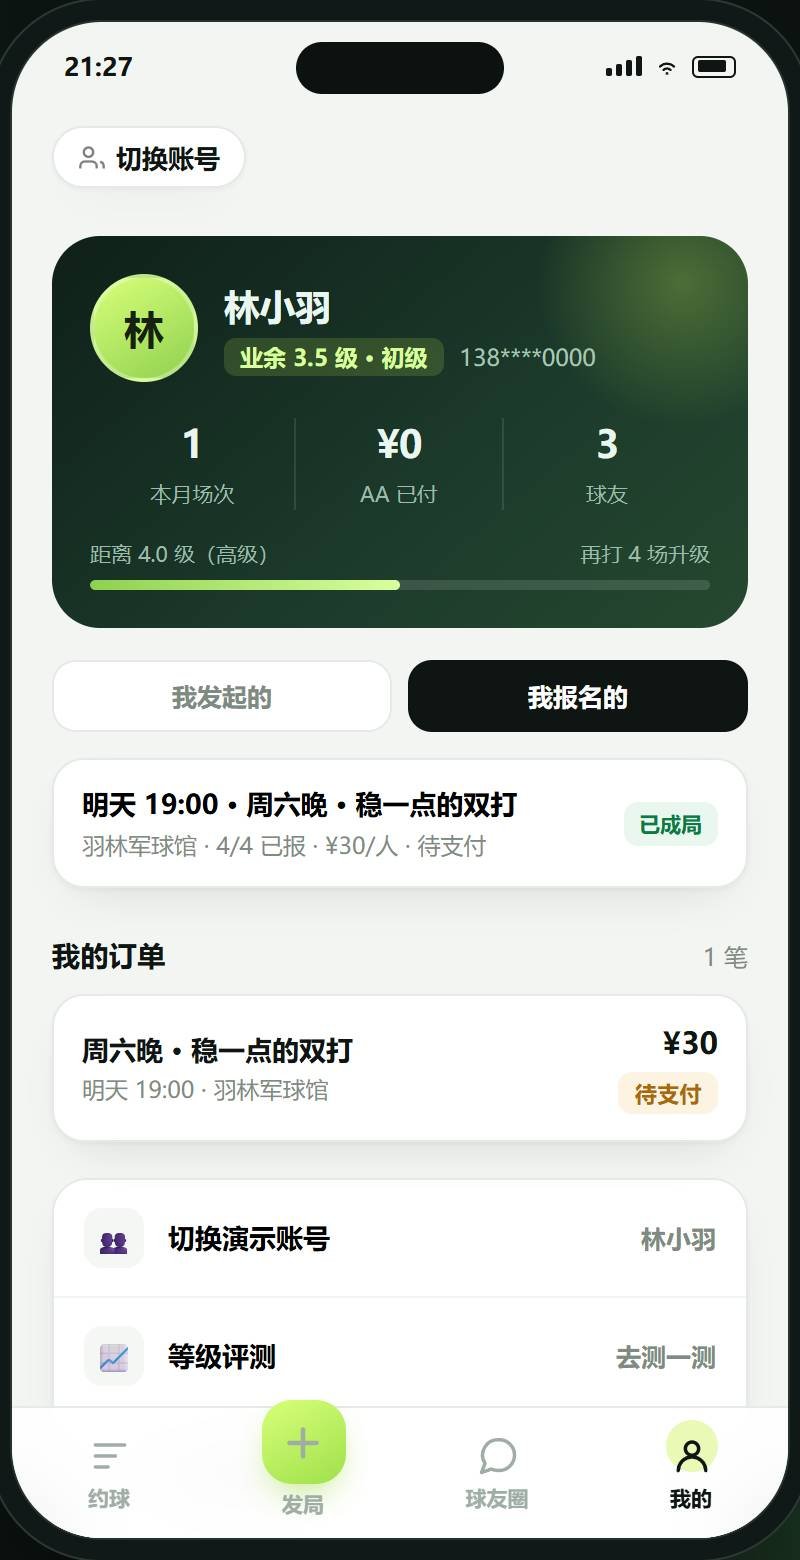 21:27
切换账号
林
林小羽
业余 3.5 级 • 初级 138****0000
1 ¥0 3
本月场次 AA 已付 球友
距离 4.0 级（高级） 再打 4 场升级
我发起的 我报名的
明天 19:00 • 周六晚 • 稳一点的双打
已成局
羽林军球馆 · 4/4 已报 · ¥30/人 · 待支付
我的订单 1 笔
周六晚 • 稳一点的双打 ¥30
明天 19:00 · 羽林军球馆 待支付
切换演示账号 林小羽
等级评测 去测一测
约球 发局 球友圈 我的